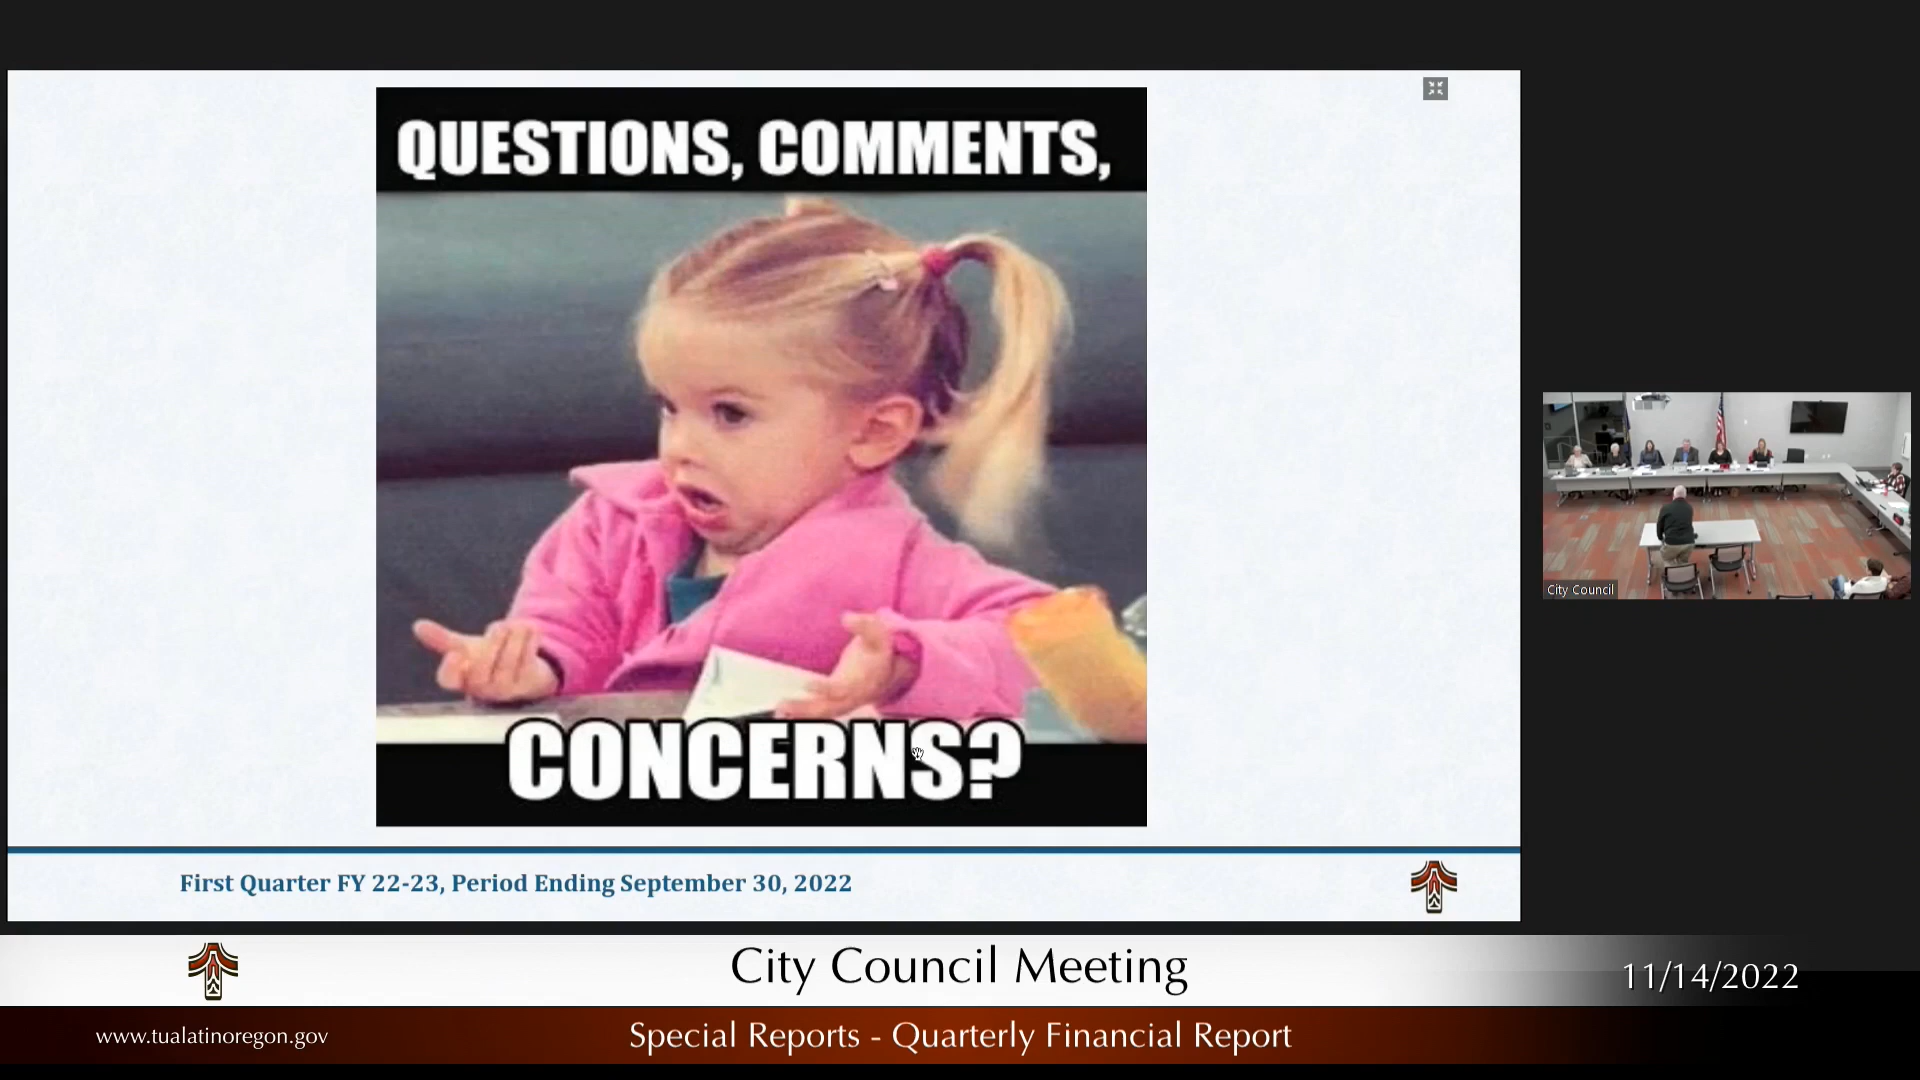 QUESTIONS, COMMENTS,
CONCERNS?
First Quarter FY 22-23, Period Ending September 30, 2022
City Council
City Council Meeting
11/14/2022
www.tualatinoregon.gov
Special Reports - Quarterly Financial Report